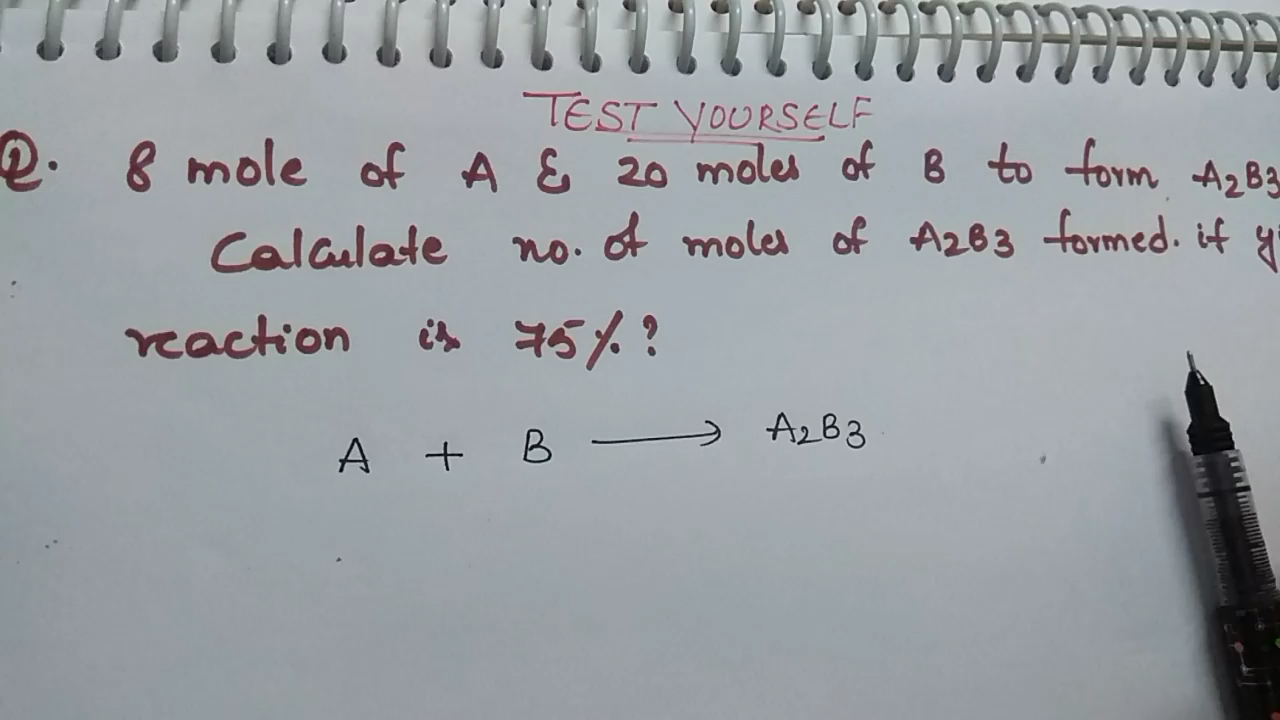 TEST YOURSELF
Q. 8 mole of A & 20 moles of B to form A2B3
Calculate no. of moles of A2B3 formed. if
reaction is 75%?
A + B → A2B3